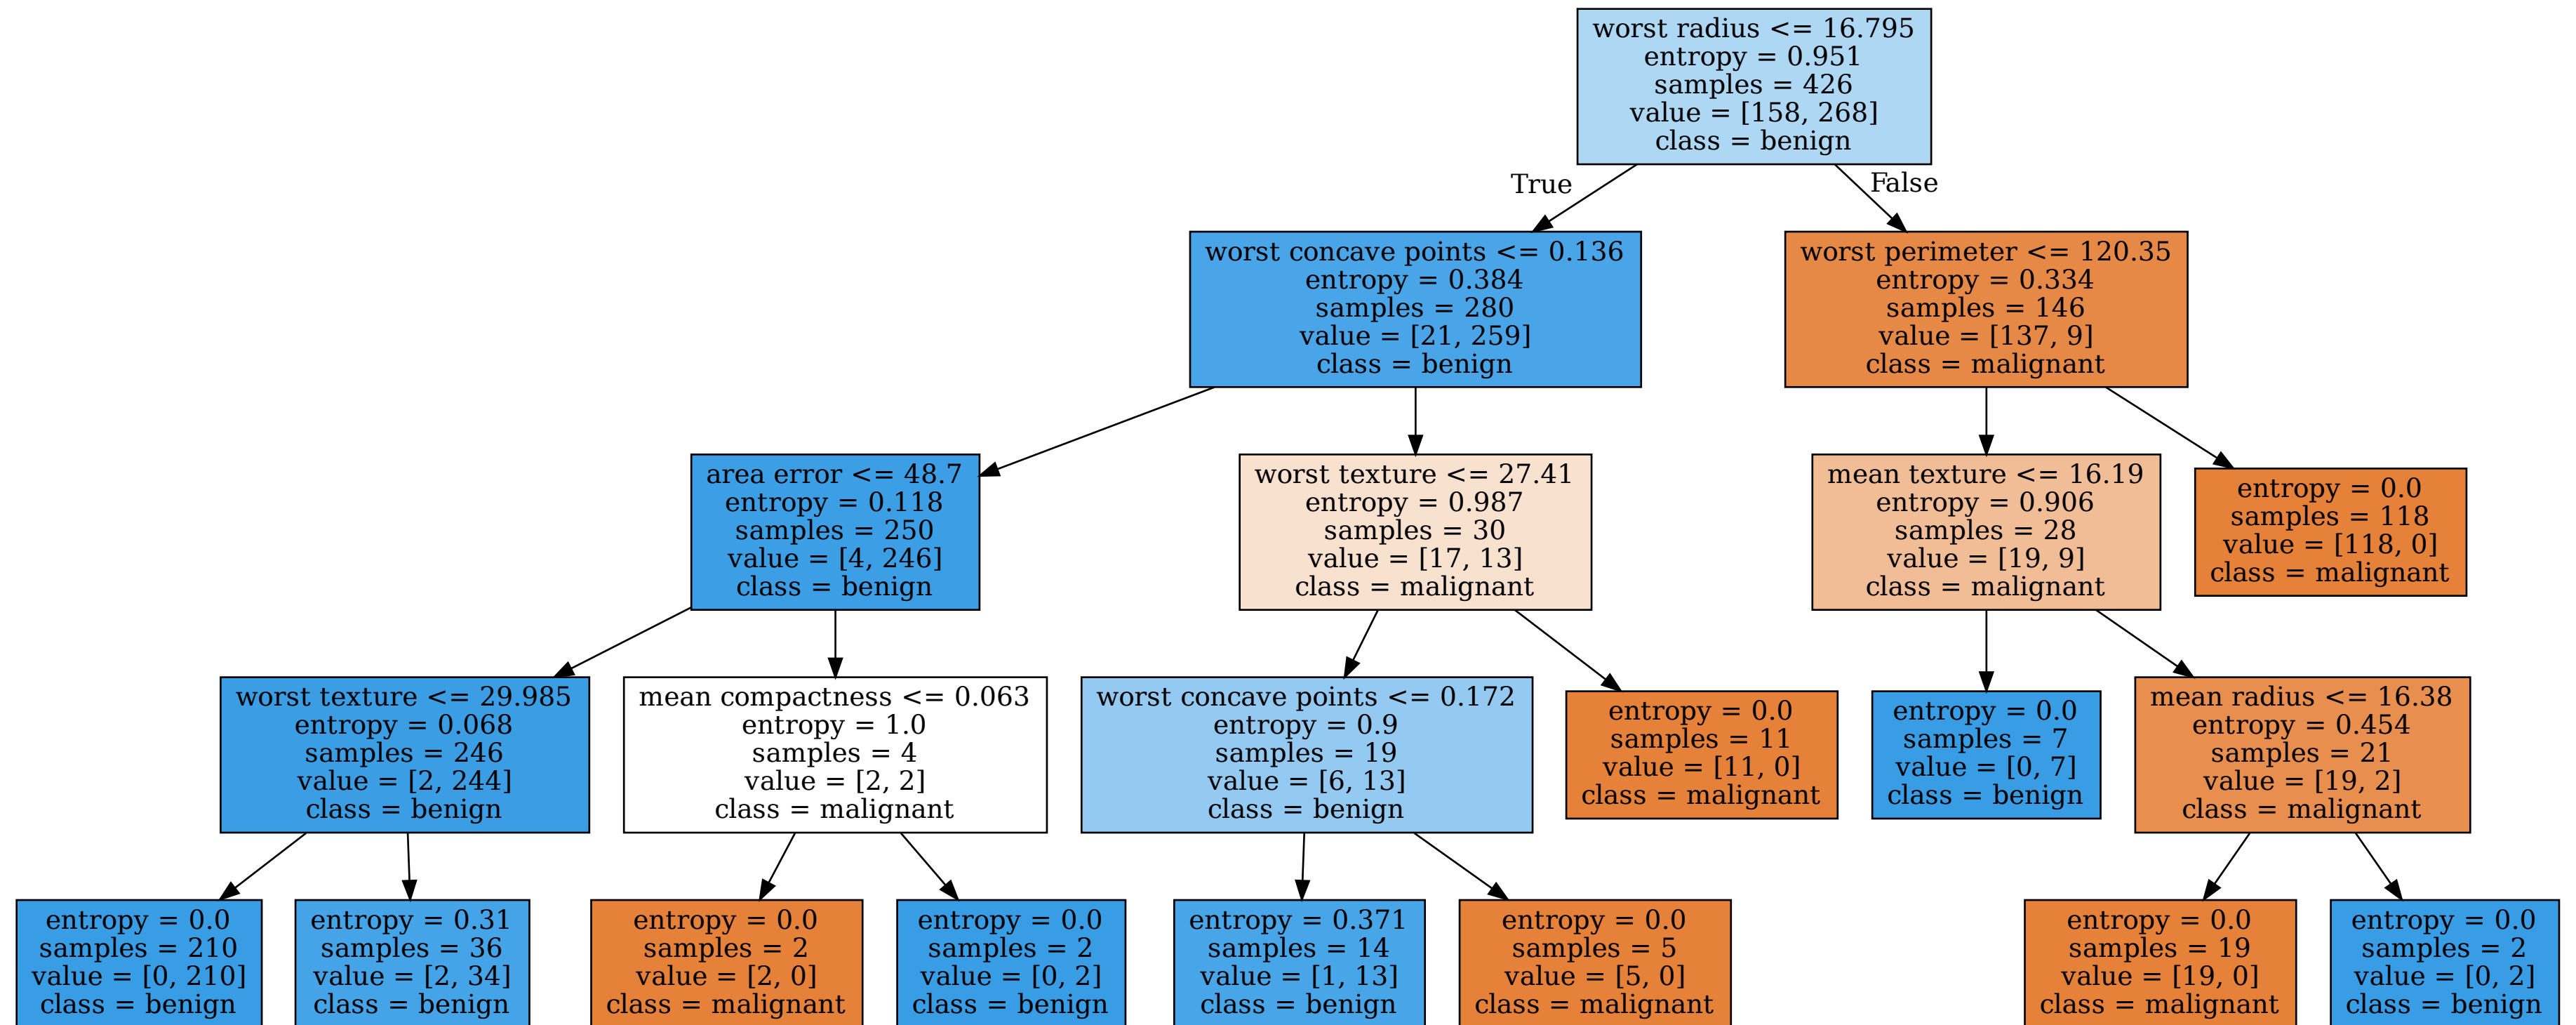 worst radius <= 16.795
entropy = 0.951
samples = 426
value = [158, 268]
class = benign
True
False
worst concave points <= 0.136
entropy = 0.384
samples = 280
value = [21, 259]
class = benign
worst perimeter <= 120.35
entropy = 0.334
samples = 146
value = [137, 9]
class = malignant
area error <= 48.7
entropy = 0.118
samples = 250
value = [4, 246]
class = benign
worst texture <= 27.41
entropy = 0.987
samples = 30
value = [17, 13]
class = malignant
mean texture <= 16.19
entropy = 0.906
samples = 28
value = [19, 9]
class = malignant
entropy = 0.0
samples = 118
value = [118, 0]
class = malignant
worst texture <= 29.985
entropy = 0.068
samples = 246
value = [2, 244]
class = benign
mean compactness <= 0.063
entropy = 1.0
samples = 4
value = [2, 2]
class = malignant
worst concave points <= 0.172
entropy = 0.9
samples = 19
value = [6, 13]
class = benign
entropy = 0.0
samples = 11
value = [11, 0]
class = malignant
entropy = 0.0
samples = 7
value = [0, 7]
class = benign
mean radius <= 16.38
entropy = 0.454
samples = 21
value = [19, 2]
class = malignant
entropy = 0.0
samples = 210
value = [0, 210]
class = benign
entropy = 0.31
samples = 36
value = [2, 34]
class = benign
entropy = 0.0
samples = 2
value = [2, 0]
class = malignant
entropy = 0.0
samples = 2
value = [0, 2]
class = benign
entropy = 0.371
samples = 14
value = [1, 13]
class = benign
entropy = 0.0
samples = 5
value = [5, 0]
class = malignant
entropy = 0.0
samples = 19
value = [19, 0]
class = malignant
entropy = 0.0
samples = 2
value = [0, 2]
class = benign